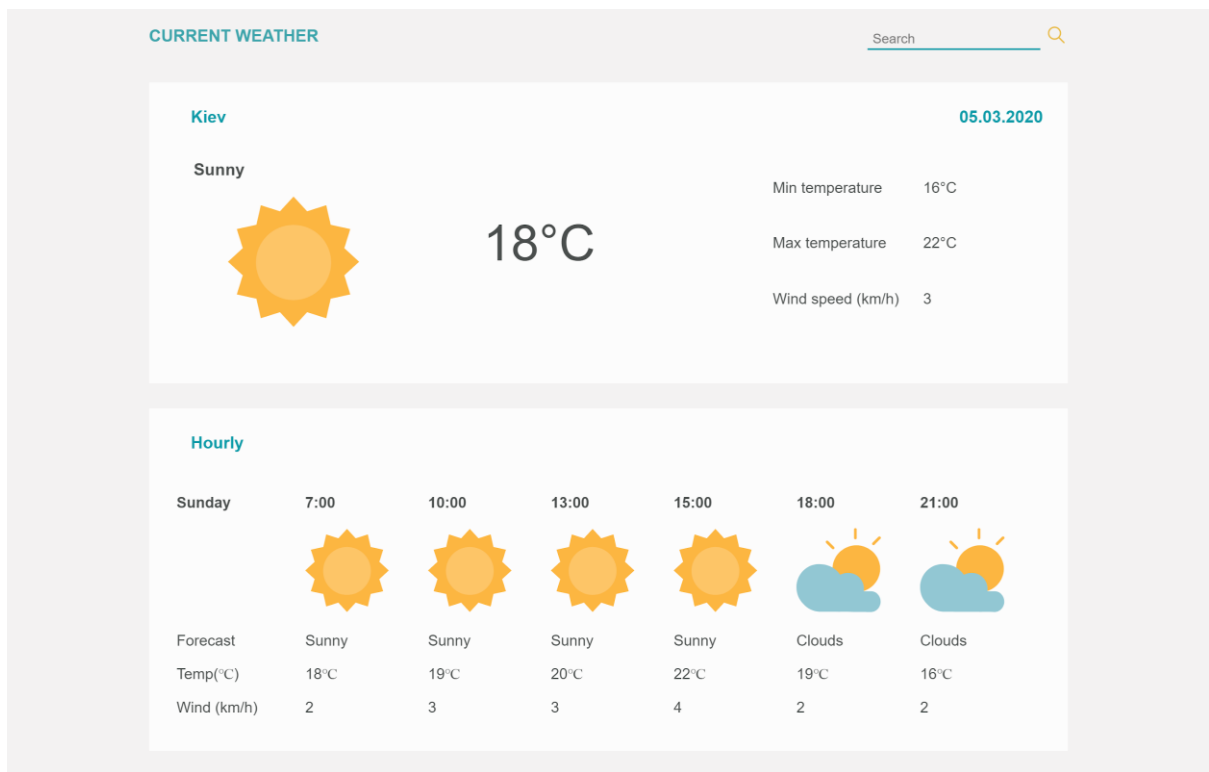 CURRENT WEATHER Search
Kiev 05.03.2020
Sunny
Min temperature 16°C
18°C
Max temperature 22°C
Wind speed (km/h) 3
Hourly
Sunday 7:00 10:00 13:00 15:00 18:00 21:00
Forecast Sunny Sunny Sunny Sunny Clouds Clouds
Temp(℃) 18℃ 19℃ 20℃ 22℃ 19℃ 16℃
Wind (km/h) 2 3 3 4 2 2